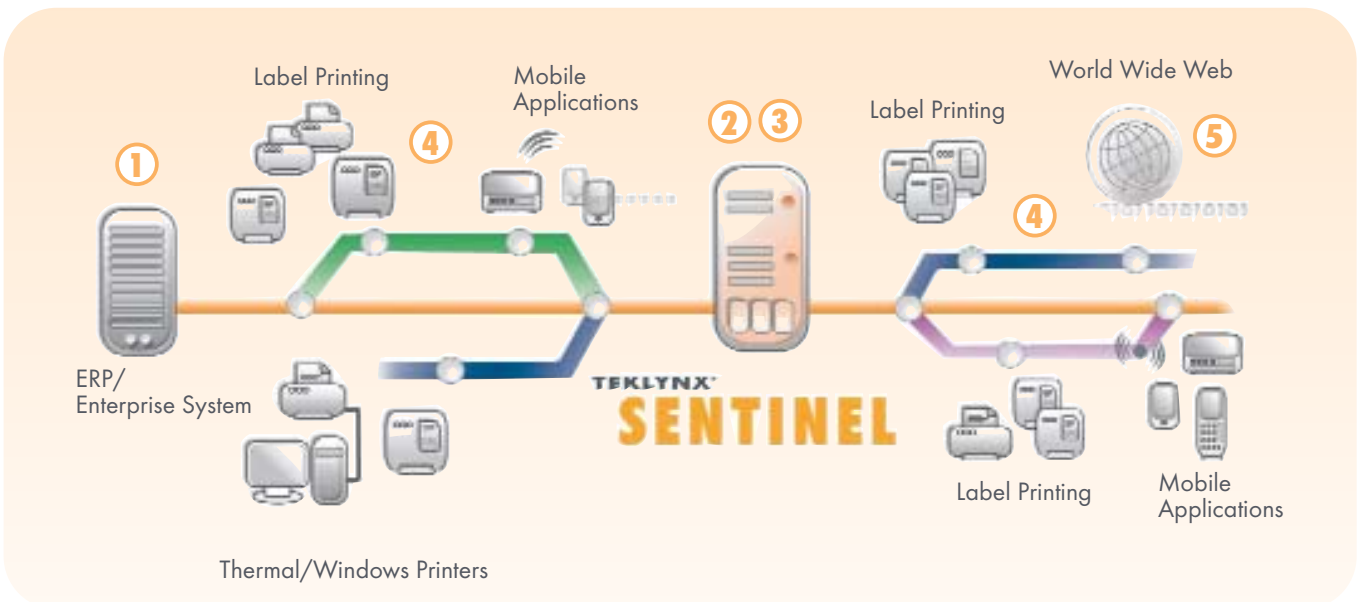 Label Printing
Mobile
Applications
World Wide Web
Label Printing
1
4
2 3
5
4
ERP/
Enterprise System
TEKLYNX
SENTINEL
Label Printing
Mobile
Applications
Thermal/Windows Printers